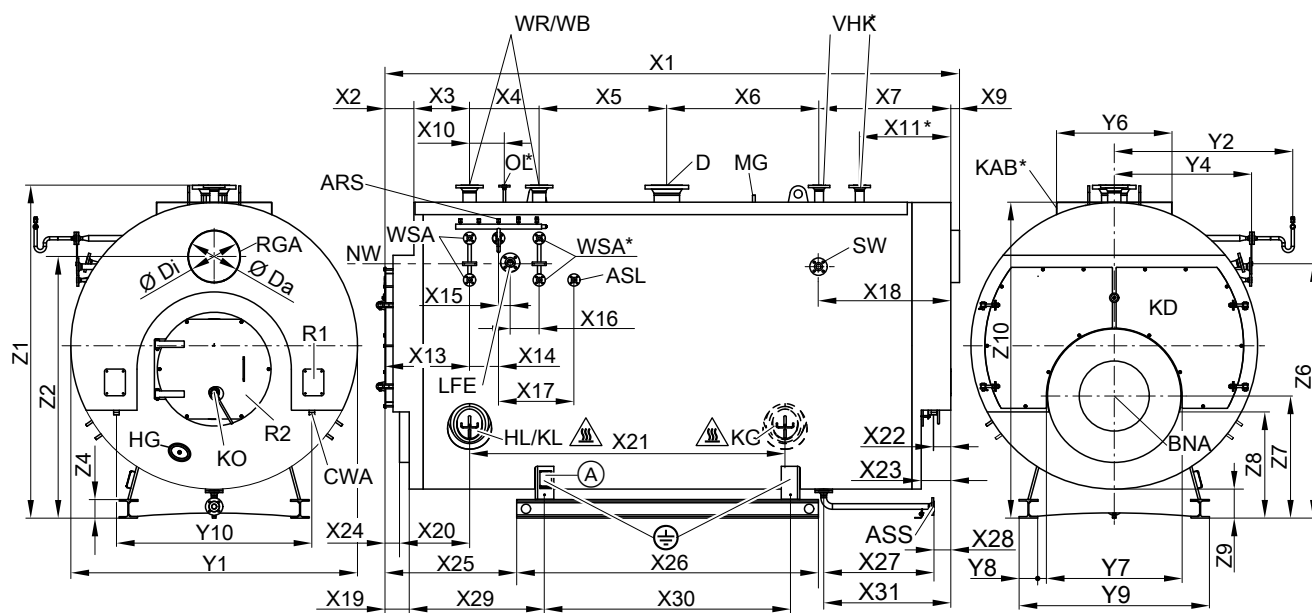 WR/WB
VHK*
X1
X2
X3
X4
X5
X6
X7
X9
X10
X11*
Y6
Y2
Y4
OL*
D
MG
KAB*
ARS
WSA
WSA*
SW
NW
ASL
RGA
Ø Di
Ø Da
X15
X18
X16
KD
Z1
Z2
R1
X13
X14
Z10
Z6
LFE
X17
R2
HG
KO
HL/KL
X21
KC
X22
BNA
Z8
Z7
Z4
CWA
A
X23
Y10
X24
X20
ASS
X28
Z9
Y1
X25
X26
X27
Y8
Y7
X19
X29
X30
X31
Y9